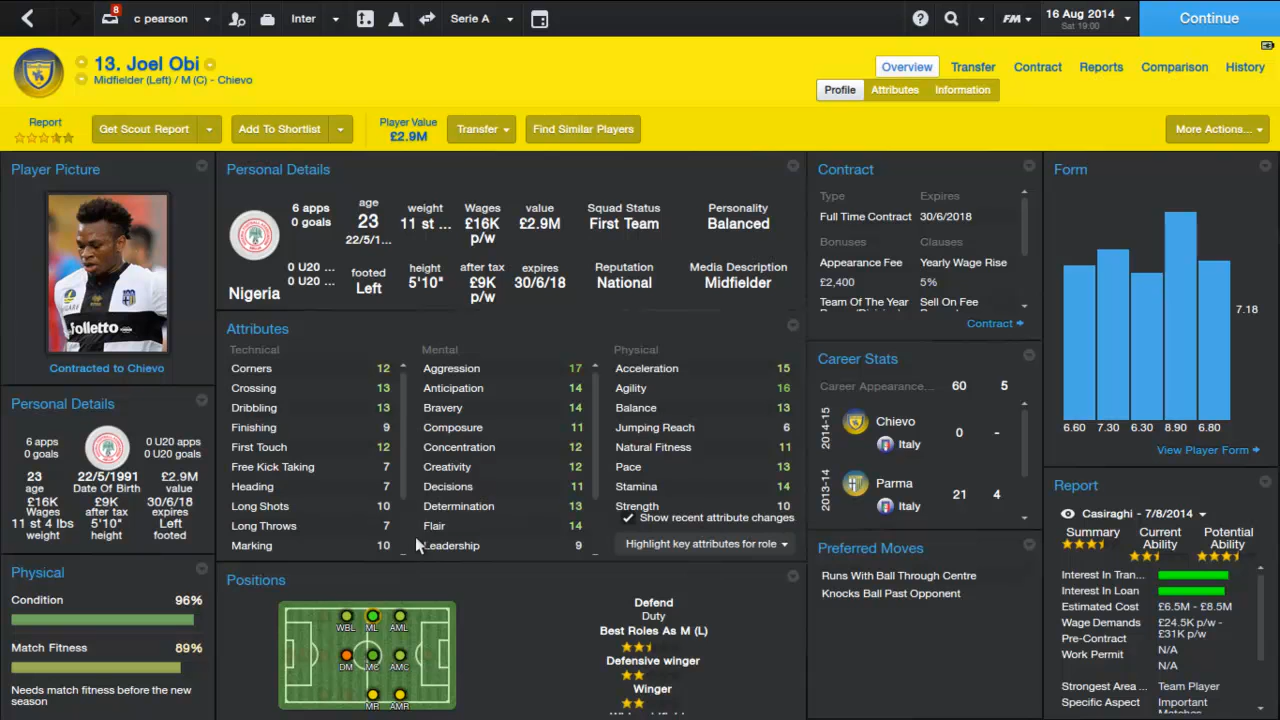 8
c pearson
Inter
Serie A
FM
16 Aug 2014
Sat 19:00
Continue
13. Joel Obi
Midfielder (Left) / M (C) - Chievo
Overview
Transfer
Contract
Reports
Comparison
History
Profile
Attributes
Information
Report
Get Scout Report
Add To Shortlist
Player Value
£2.9M
Transfer
Find Similar Players
More Actions...
Player Picture
Contracted to Chievo
Personal Details
6 apps
0 goals
0 U20 apps
0 U20 goals
23
age
22/5/1991
Date Of Birth
£2.9M
value
£16K
Wages
£9K
after tax
30/6/18
expires
11 st 4 lbs
weight
5'10"
height
Left
footed
Physical
Condition
96%
Match Fitness
89%
Needs match fitness before the new
season
Personal Details
6 apps
0 goals
age
23
22/5/1...
weight
11 st ...
Wages
£16K
p/w
value
£2.9M
Squad Status
First Team
Personality
Balanced
0 U20 ...
0 U20 ...
Nigeria
footed
Left
height
5'10"
after tax
£9K
p/w
expires
30/6/18
Reputation
National
Media Description
Midfielder
Attributes
Technical
Corners 12
Crossing 13
Dribbling 13
Finishing 9
First Touch 12
Free Kick Taking 7
Heading 7
Long Shots 10
Long Throws 7
Marking 10
Mental
Aggression 17
Anticipation 14
Bravery 14
Composure 11
Concentration 12
Creativity 12
Decisions 11
Determination 13
Flair 14
Leadership 9
Physical
Acceleration 15
Agility 16
Balance 13
Jumping Reach 6
Natural Fitness 11
Pace 13
Stamina 14
Strength 10
Show recent attribute changes
Highlight key attributes for role
Positions
WBL ML AML
DM MC AMC
MR AMR
Defend
Duty
Best Roles As M (L)
Defensive winger
Winger
Contract
Type
Full Time Contract
Expires
30/6/2018
Bonuses
Appearance Fee
£2,400
Team Of The Year
Clauses
Yearly Wage Rise
5%
Sell On Fee
Contract
Career Stats
Career Appearance... 60 5
2014-15
Chievo
Italy
0 -
2013-14
Parma
Italy
21 4
Preferred Moves
Runs With Ball Through Centre
Knocks Ball Past Opponent
Form
7.18
6.60 7.30 6.30 8.90 6.80
View Player Form
Report
Casiraghi - 7/8/2014
Summary
Current
Ability
Potential
Ability
Interest In Tran...
Interest In Loan
Estimated Cost £6.5M - £8.5M
Wage Demands £24.5K p/w -
£31K p/w
Pre-Contract N/A
Work Permit
N/A
Strongest Area ... Team Player
Specific Aspect Important